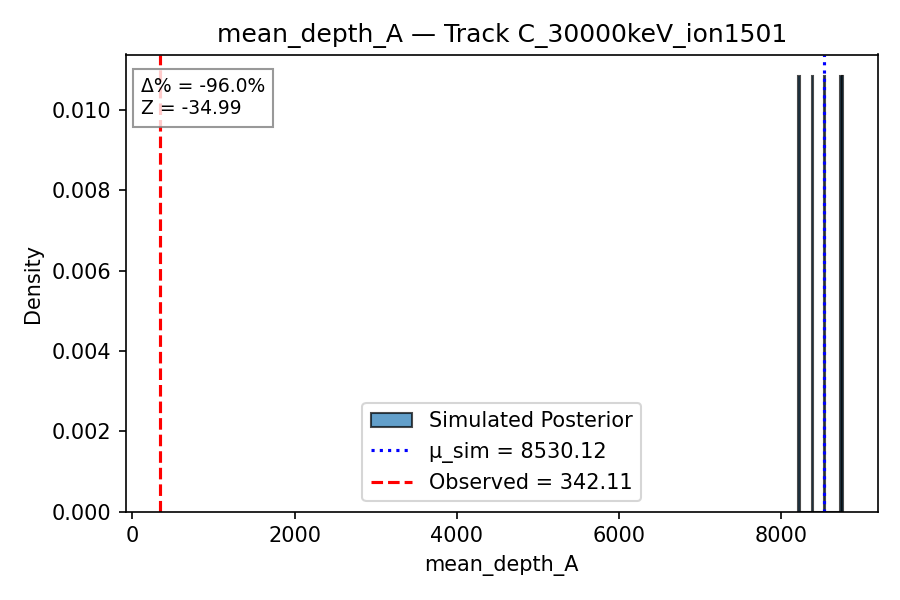 mean_depth_A — Track C_30000keV_ion1501
Δ% = -96.0%
Z = -34.99
0.010
0.008
0.006
0.004
0.002
0.000
Density
Simulated Posterior
μ_sim = 8530.12
Observed = 342.11
0 2000 4000 6000 8000
mean_depth_A